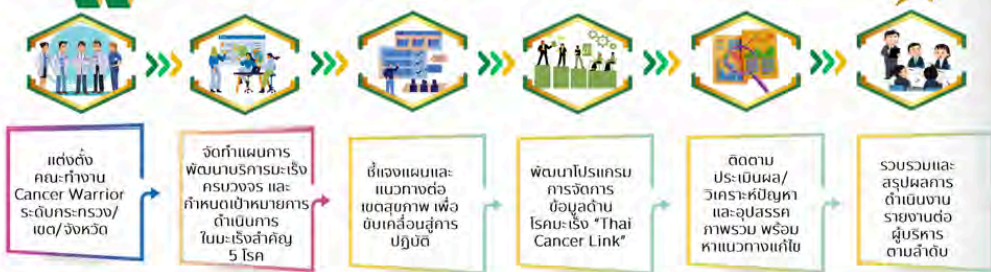 แต่งตั้ง
คณะทำงาน
Cancer Warrior
ระดับกระทรวง/
เขต/จังหวัด
จัดทำแผนการ
พัฒนาบริการมะเร็ง
ครบวงจร และ
กำหนดเป้าหมายการ
ดำเนินการ
ในมะเร็งสำคัญ
5 โรค
ชี้แจงแผนและ
แนวทางต่อ
เขตสุขภาพ เพื่อ
ขับเคลื่อนสู่การ
ปฏิบัติ
พัฒนาโปรแกรม
การจัดการ
ข้อมูลด้าน
โรคมะเร็ง “Thai
Cancer Link”
ติดตาม
ประเมินผล/
วิเคราะห์ปัญหา
และอุปสรรค
ภาพรวม พร้อม
หาแนวทางแก้ไข
รวบรวมและ
สรุปผลการ
ดำเนินงาน
รายงานต่อ
ผู้บริหาร
ตามลำดับ